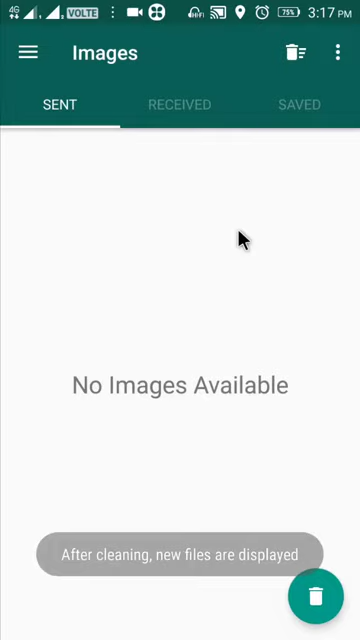 4G VOLTE 75% 3:17 PM
Images
SENT RECEIVED SAVED
No Images Available
After cleaning, new files are displayed